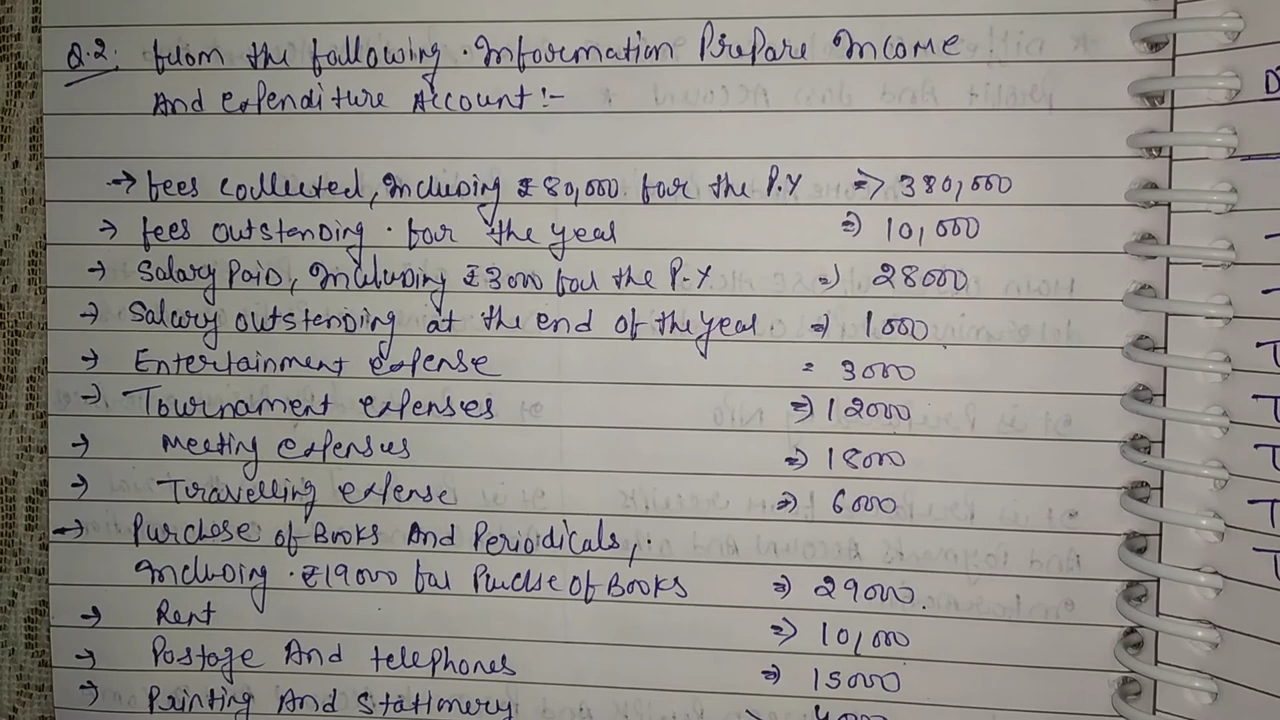 Q.2. from the following. Information Prepare Income
And expenditure Account :-
→ fees collected, Including ₹80,000. for the P.Y => 380,000
→ fees outstanding. for the year => 10,000
→ Salary Paid, Including ₹3000 for the P.Y. => 28000
→ Salary outstanding at the end of the year. => 1000
→ Entertainment expense = 3000
→ Tournament expenses => 12000
→ Meeting expenses => 18000
→ Travelling expense => 6000
→ Purchase of Books And Periodicals,
Including. ₹19000 for Purchase of Books => 29000.
→ Rent => 10,000
→ Postage And telephones => 15000
→ Printing And Stationery